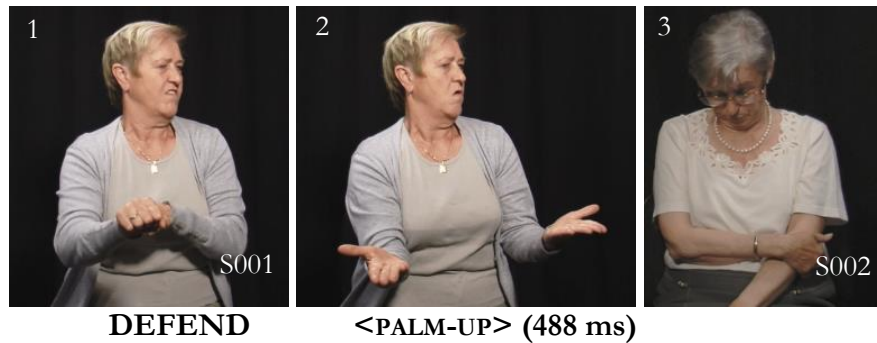 1
2
3
S001
S002
DEFEND
<PALM-UP> (488 ms)